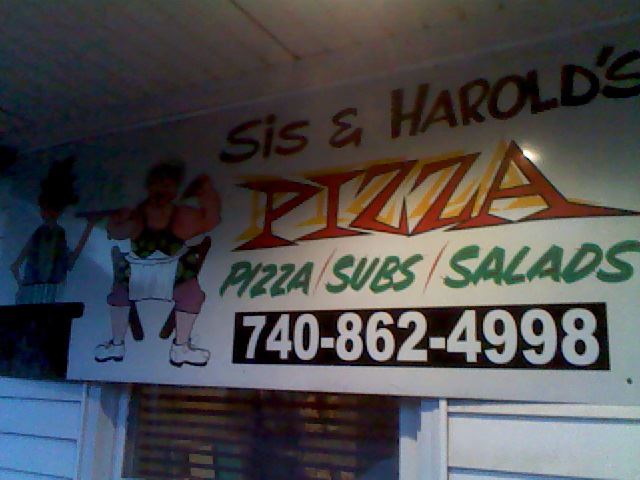 Sis & HAROLD'S
PIZZA
PIZZA/SUBS/SALADS
740-862-4998